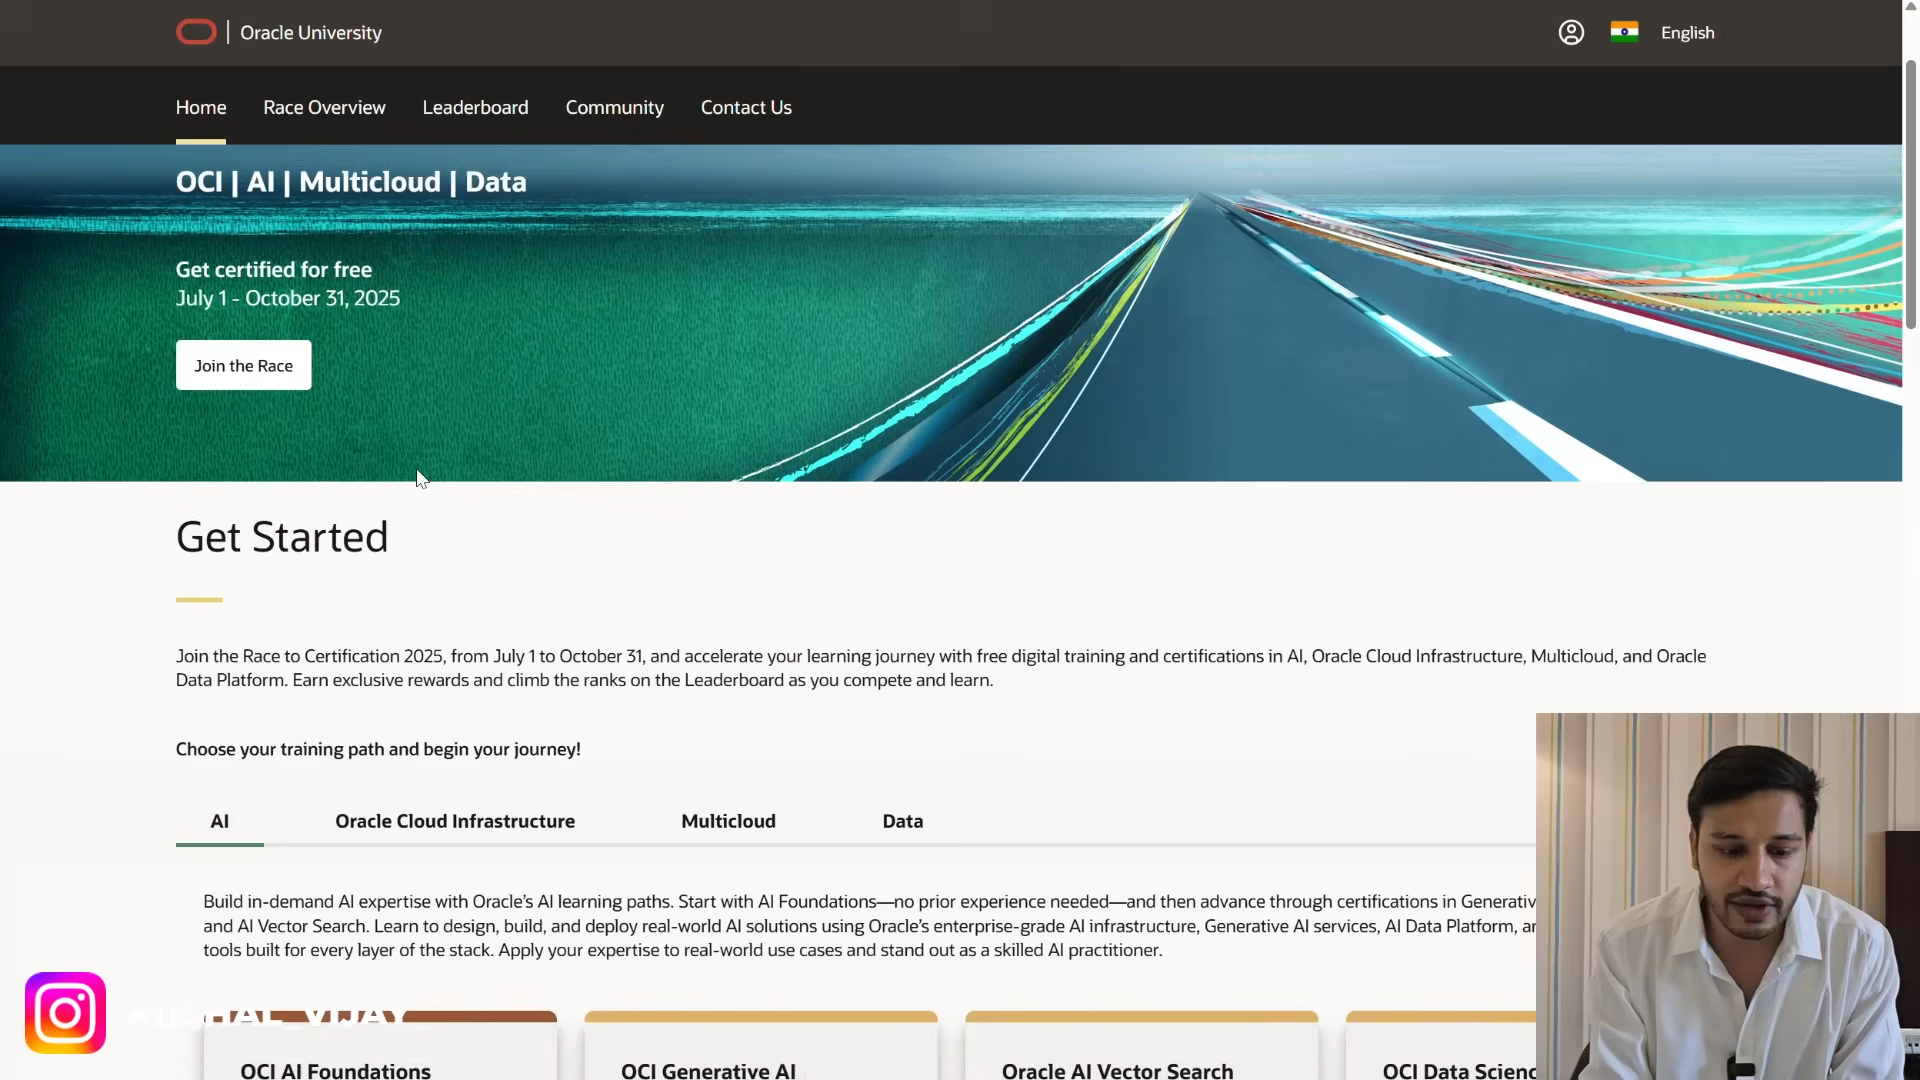 Oracle University
English
Home
Race Overview
Leaderboard
Community
Contact Us
OCI | AI | Multicloud | Data
Get certified for free
July 1 - October 31, 2025
Join the Race
Get Started
Join the Race to Certification 2025, from July 1 to October 31, and accelerate your learning journey with free digital training and certifications in AI, Oracle Cloud Infrastructure, Multicloud, and Oracle
Data Platform. Earn exclusive rewards and climb the ranks on the Leaderboard as you compete and learn.
Choose your training path and begin your journey!
AI
Oracle Cloud Infrastructure
Multicloud
Data
Build in-demand AI expertise with Oracle's AI learning paths. Start with AI Foundations—no prior experience needed—and then advance through certifications in Generativ
and AI Vector Search. Learn to design, build, and deploy real-world AI solutions using Oracle's enterprise-grade AI infrastructure, Generative AI services, AI Data Platform,
tools built for every layer of the stack. Apply your expertise to real-world use cases and stand out as a skilled AI practitioner.
OCI AI Foundations
OCI Generative AI
Oracle AI Vector Search
OCI Data Scienc